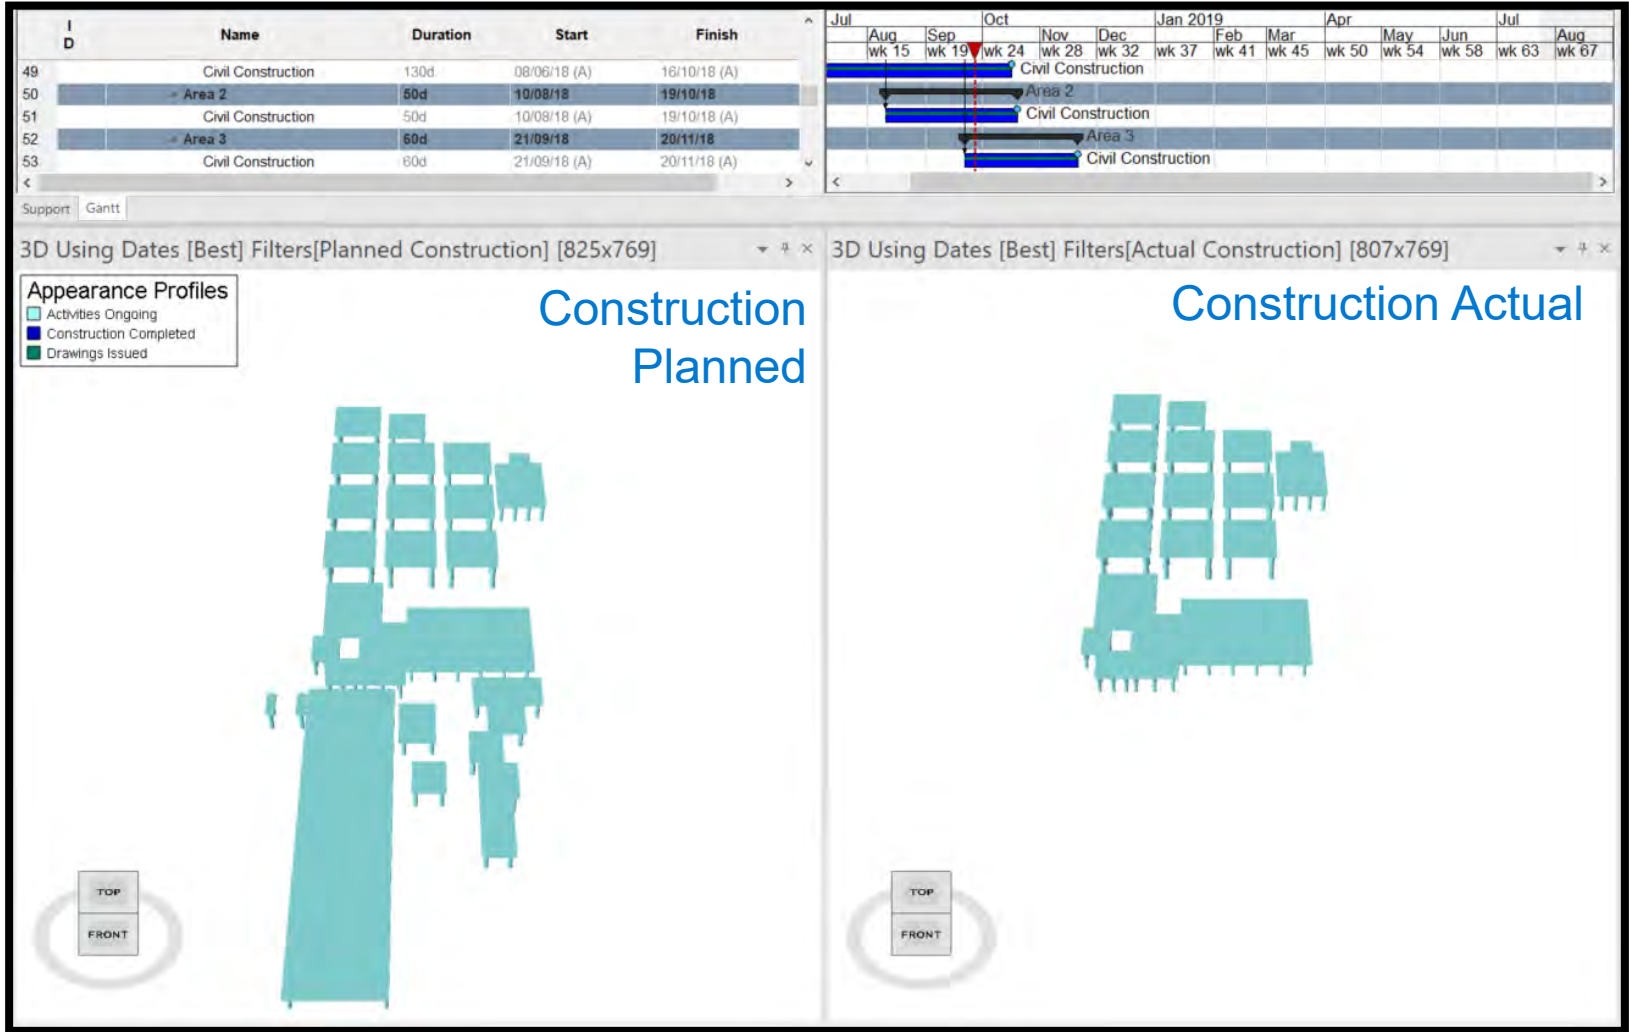 I
D
Name Duration Start Finish
Jul Oct Jan 2019 Apr Jul
Aug Sep Nov Dec Feb Mar May Jun Aug
wk 15 wk 19 wk 24 wk 28 wk 32 wk 37 wk 41 wk 45 wk 50 wk 54 wk 58 wk 63 wk 67
49 Civil Construction 130d 08/06/18 (A) 16/10/18 (A) Civil Construction
50 Area 2 50d 10/08/18 19/10/18 Area 2
51 Civil Construction 50d 10/08/18 (A) 19/10/18 (A) Civil Construction
52 Area 3 60d 21/09/18 20/11/18 Area 3
53 Civil Construction 60d 21/09/18 (A) 20/11/18 (A) Civil Construction
Support Gantt
3D Using Dates [Best] Filters[Planned Construction] [825x769]
Appearance Profiles
Activities Ongoing
Construction Completed
Drawings Issued
Construction
Planned
TOP
FRONT
3D Using Dates [Best] Filters[Actual Construction] [807x769]
Construction Actual
TOP
FRONT